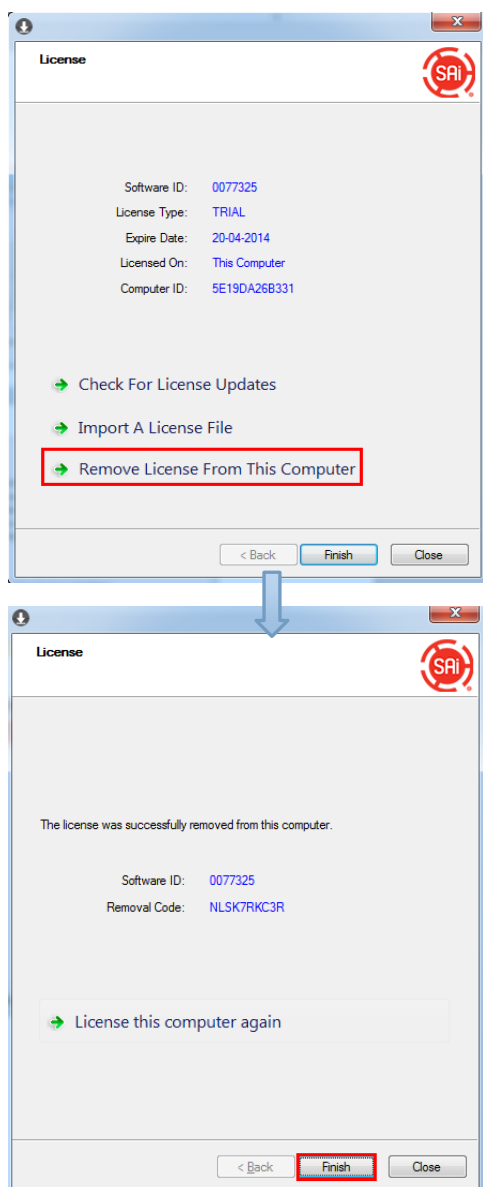 x
License
SAi
Software ID: 0077325
License Type: TRIAL
Expire Date: 20-04-2014
Licensed On: This Computer
Computer ID: 5E19DA26B331
Check For License Updates
Import A License File
Remove License From This Computer
< Back Finish Close
x
License
SAi
The license was successfully removed from this computer.
Software ID: 0077325
Removal Code: NLSK7RKC3R
License this computer again
< Back Finish Close